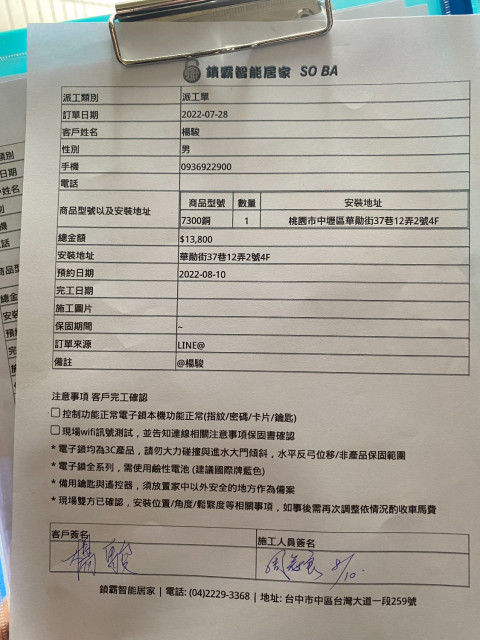 鎖霸智能居家 SO BA
派工類別 派工單
訂單日期 2022-07-28
客戶姓名 楊駿
性別 男
手機 0936922900
電話
商品型號以及安裝地址 商品型號 數量 安裝地址
7300銅 1 桃園市中壢區華勛街37巷12弄2號4F
總金額 $13,800
安裝地址 華勛街37巷12弄2號4F
預約日期 2022-08-10
完工日期
施工圖片
保固期間 –
訂單來源 LINE@
備註 @楊駿
注意事項 客戶完工確認
☐ 控制功能正常電子鎖本機功能正常(指紋/密碼/卡片/鑰匙)
☐ 現場wifi訊號測試，並告知連線相關注意事項保固書確認
* 電子鎖均為3C產品，請勿大力碰撞與進水大門傾斜，水平反弓位移/非產品保固範圍
* 電子鎖全系列，需使用鹼性電池 (建議國際牌藍色)
* 備用鑰匙與遙控器，須放置家中以外安全的地方作為備案
* 現場雙方已確認，安裝位置/角度/鬆緊度等相關事項，如事後需再次調整依情況酌收車馬費
客戶簽名 施工人員簽名
楊駿 8/10.
鎖霸智能居家 | 電話: (04)2229-3368 | 地址: 台中市中區台灣大道一段259號